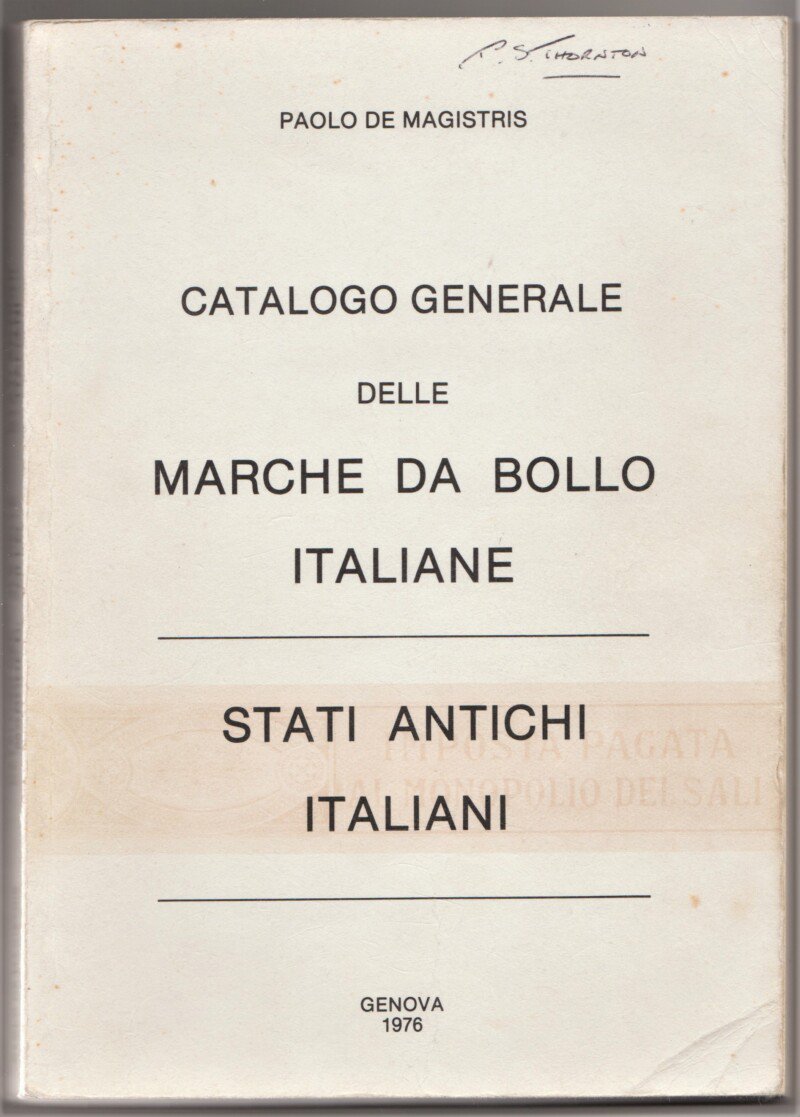 P. S. THORNTON
PAOLO DE MAGISTRIS
CATALOGO GENERALE
DELLE
MARCHE DA BOLLO
ITALIANE
STATI ANTICHI
IMPOSTA PAGATA
AL MONOPOLIO DEI SALI
ITALIANI
GENOVA
1976